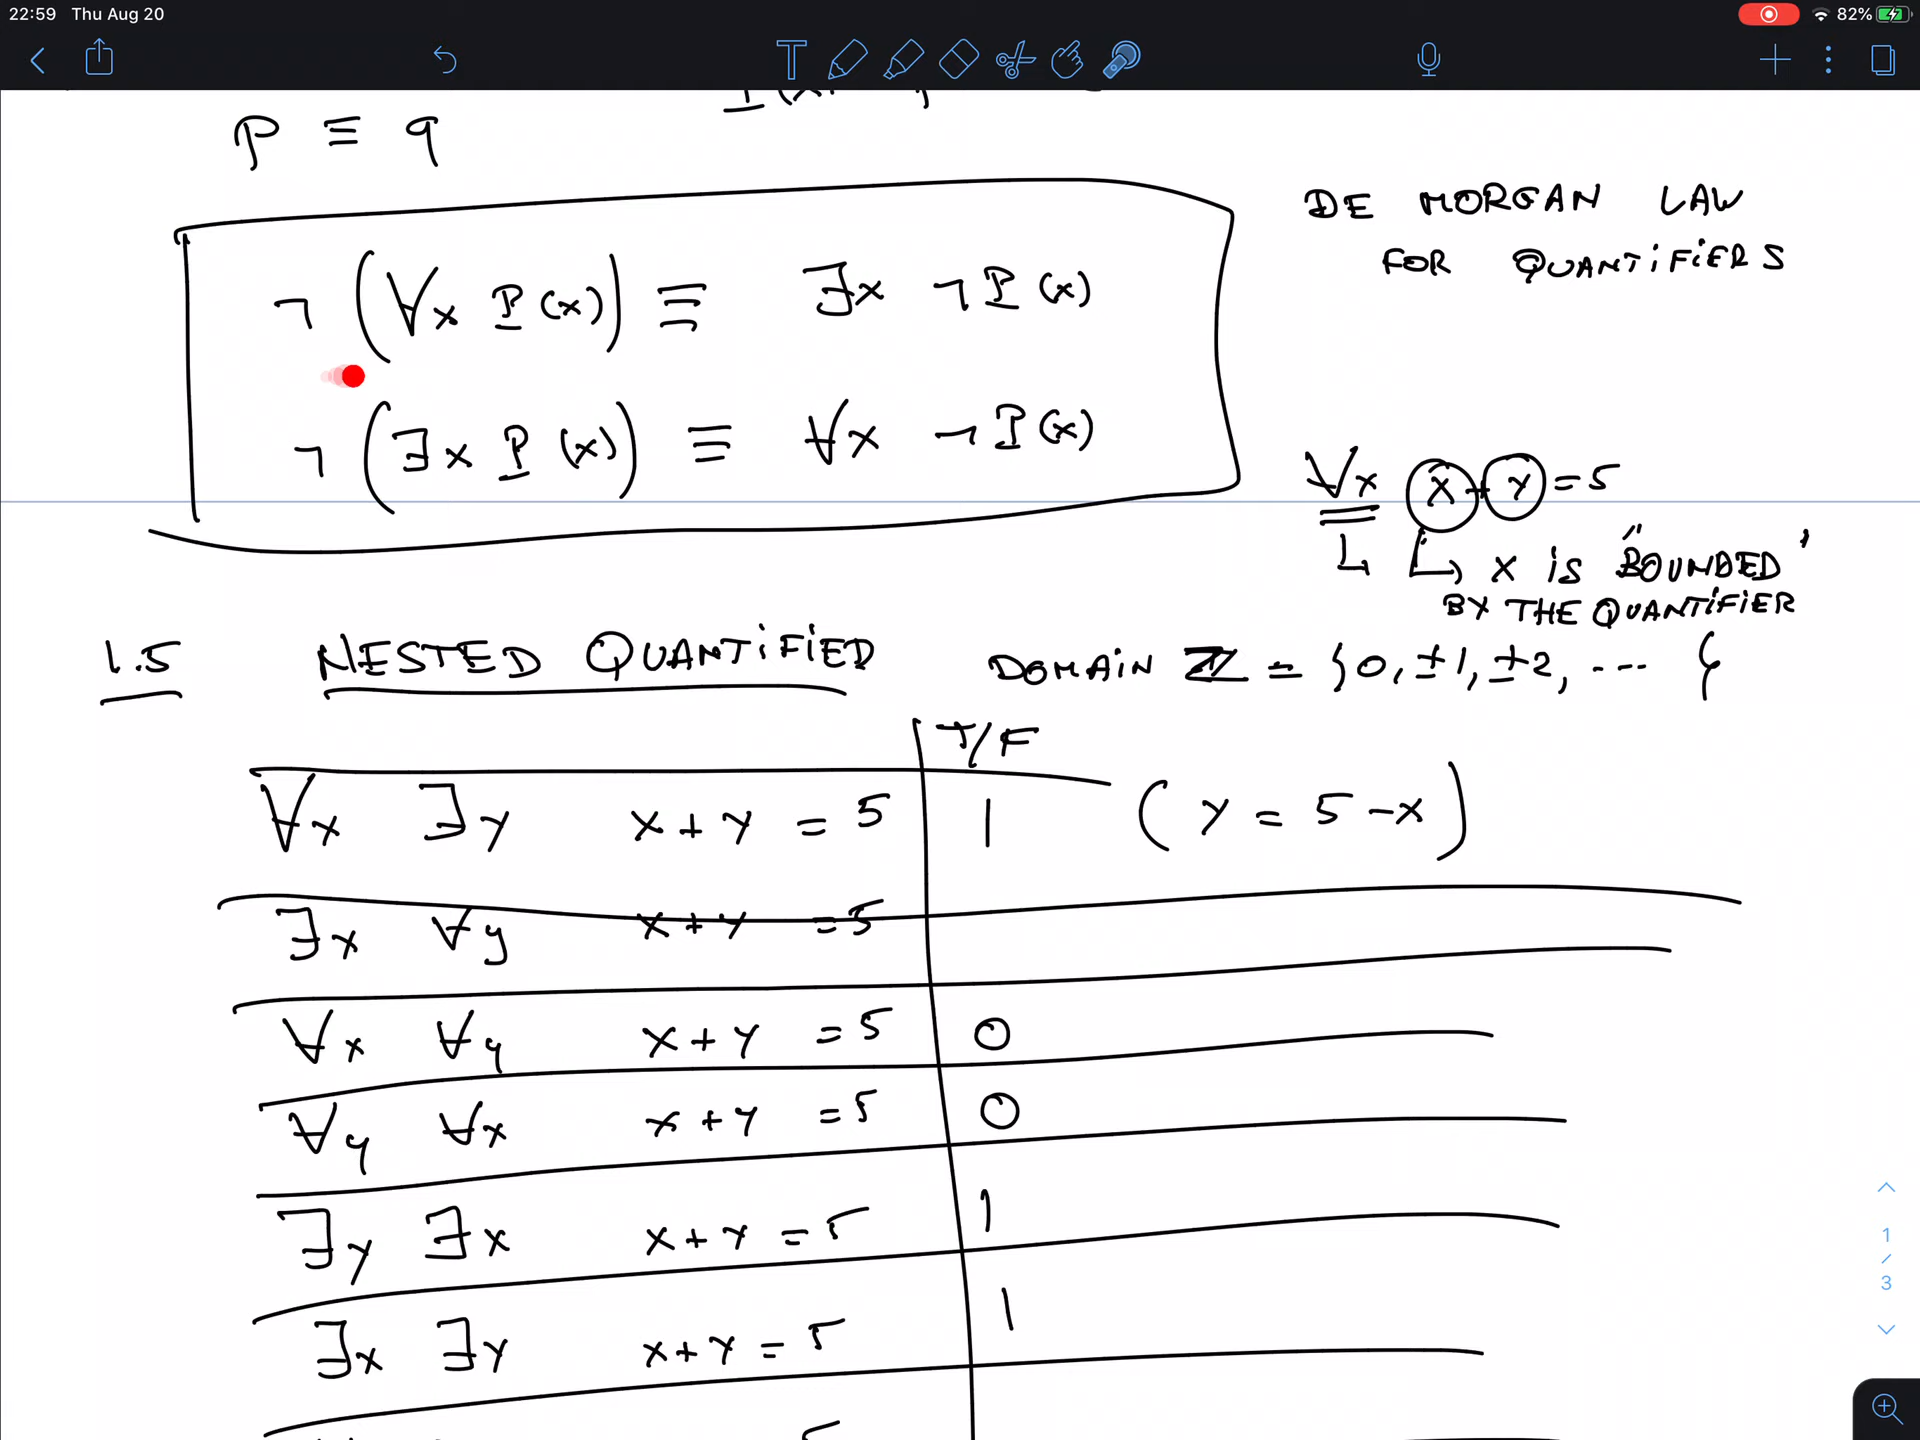 22:59 Thu Aug 20
82%
P ≡ q
DE MORGAN LAW
FOR QUANTIFIERS
¬ (∀x P(x)) ≡ ∃x ¬P(x)
¬ (∃x P(x)) ≡ ∀x ¬P(x)
∀x x + y = 5
↳ x is "BOUNDED"
BY THE QUANTIFIER
1.5 NESTED QUANTIFIED DOMAIN ℤ = {0, ±1, ±2, ... }
T/F
∀x ∃y x + y = 5 1 (y = 5 - x)
∃x ∀y x + y = 5
∀x ∀y x + y = 5 0
∀y ∀x x + y = 5 0
∃y ∃x x + y = 5 1
∃x ∃y x + y = 5 1
1
/
3